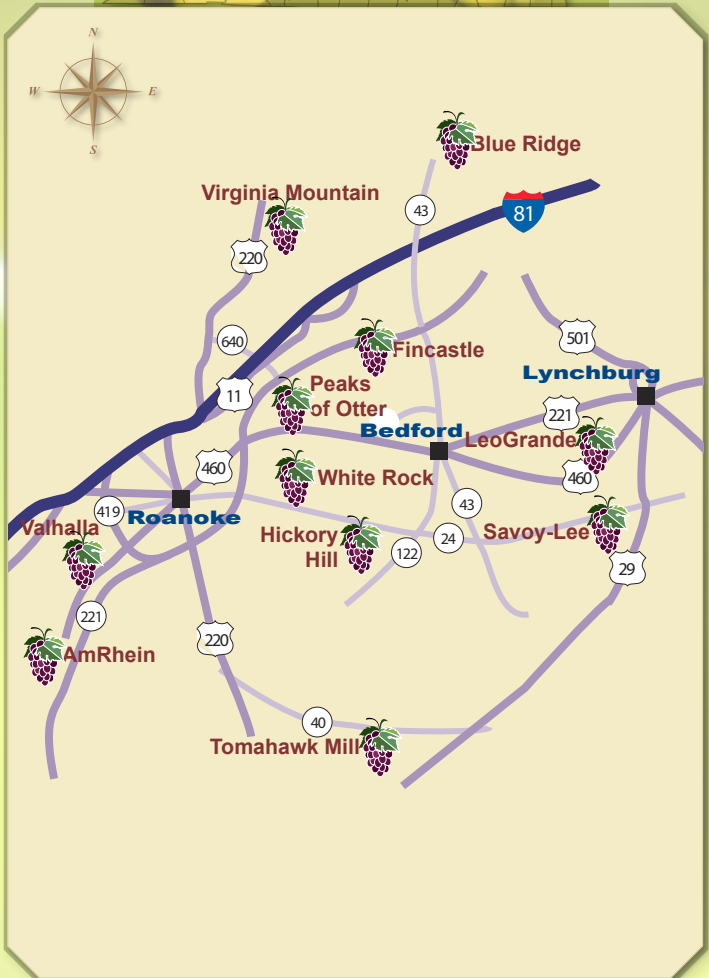 N
W
E
S
Blue Ridge
Virginia Mountain
43
81
220
501
640
Fincastle
Lynchburg
Peaks
of Otter
11
221
Bedford
LeoGrande
460
White Rock
460
43
419
Roanoke
Valhalla
Hickory
Hill
24
Savoy-Lee
122
29
221
220
AmRhein
40
Tomahawk Mill